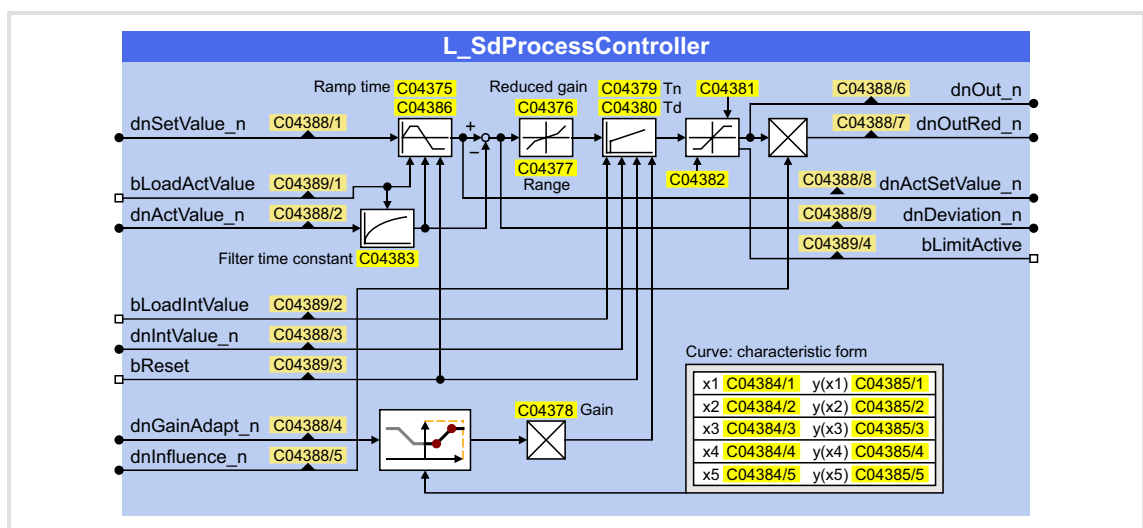 L_SdProcessController
Ramp time C04375 Reduced gain C04379 Tn C04381 C04388/6 dnOut_n
C04386 C04376 C04380 Td
dnSetValue_n C04388/1 + − C04388/7 dnOutRed_n
C04377 C04382
bLoadActValue C04389/1 Range C04388/8 dnActSetValue_n
dnActValue_n C04388/2 C04388/9 dnDeviation_n
Filter time constant C04383 C04389/4 bLimitActive
bLoadIntValue C04389/2
dnIntValue_n C04388/3
bReset C04389/3
Curve: characteristic form
x1 C04384/1 y(x1) C04385/1
x2 C04384/2 y(x2) C04385/2
x3 C04384/3 y(x3) C04385/3
x4 C04384/4 y(x4) C04385/4
x5 C04384/5 y(x5) C04385/5
C04378 Gain
dnGainAdapt_n C04388/4
dnInfluence_n C04388/5